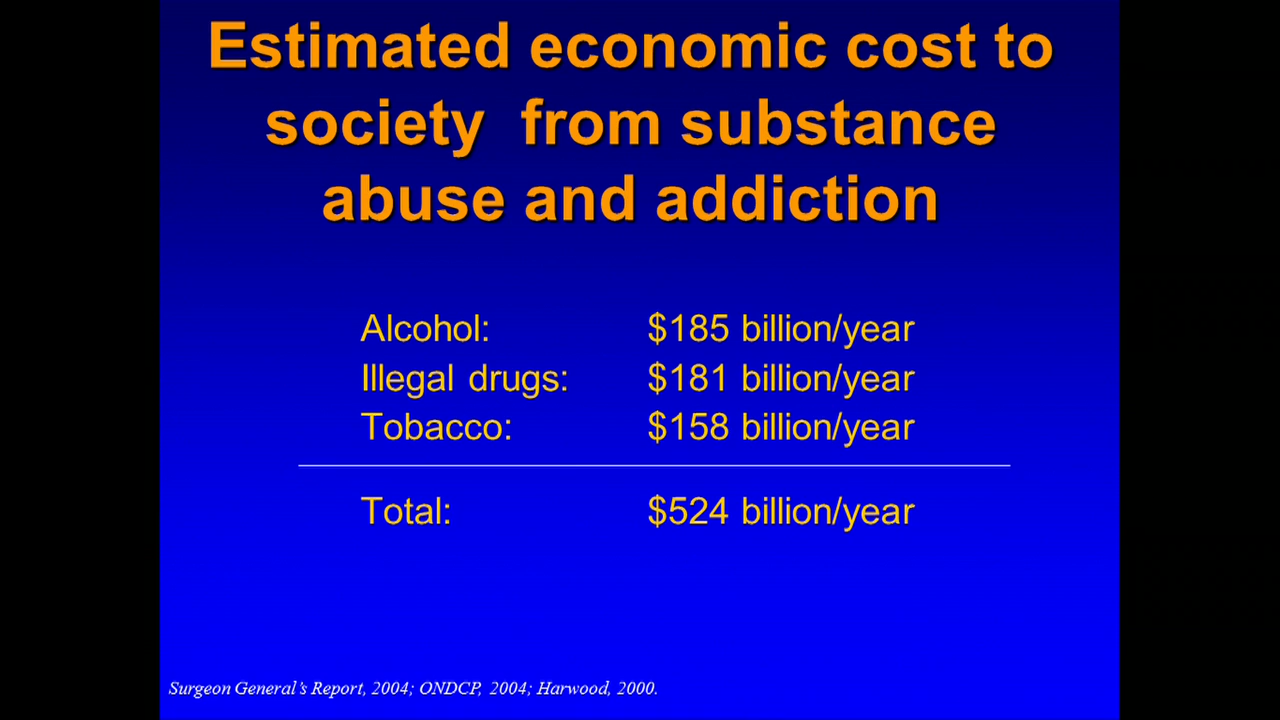 Estimated economic cost to
society  from substance
abuse and addiction
Alcohol: $185 billion/year
Illegal drugs: $181 billion/year
Tobacco: $158 billion/year
Total: $524 billion/year
Surgeon General’s Report, 2004; ONDCP, 2004; Harwood, 2000.